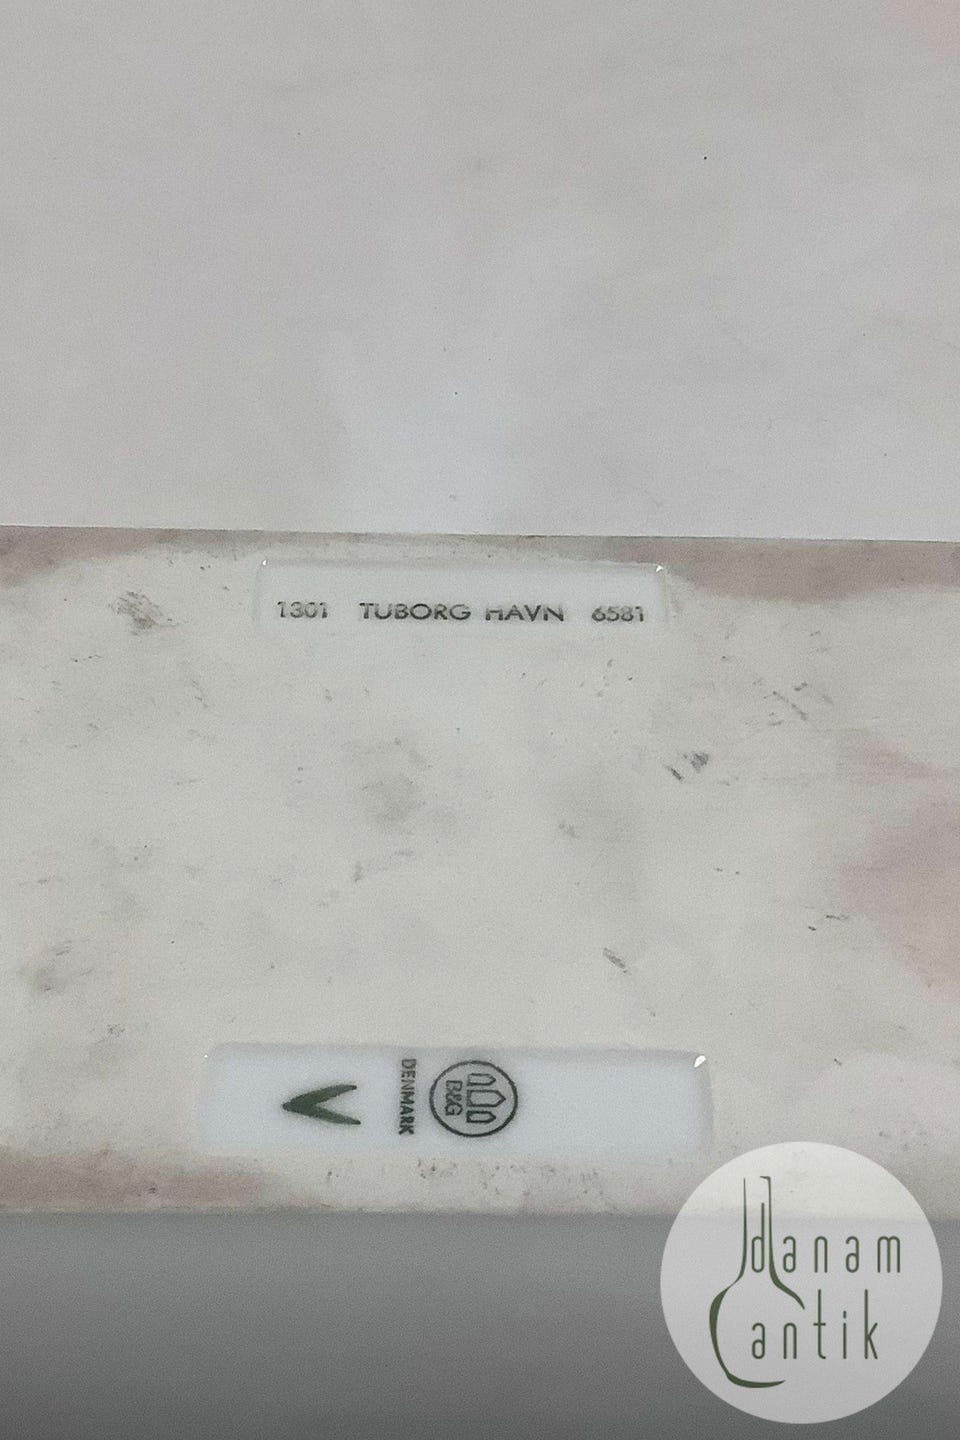 1301 TUBORG HAVN 6581
B&G
DENMARK
danam
antik